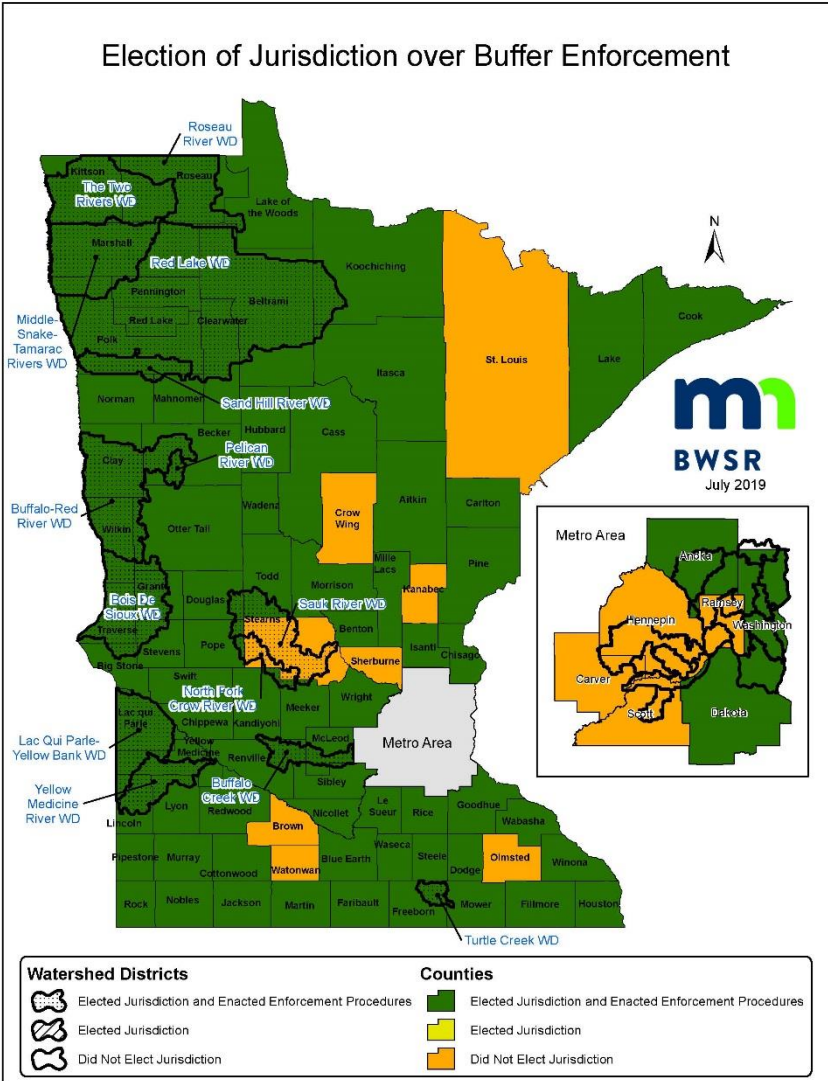 Election of Jurisdiction over Buffer Enforcement
Roseau
River WD
Kittson
Roseau
The Two
Rivers WD
Lake of
the Woods
N
Marshall
Red Lake WD
Koochiching
Pennington
Beltrami
Red Lake
Clearwater
Middle-
Snake-
Tamarac
Rivers WD
Polk
Cook
Lake
St. Louis
Itasca
Norman
Mahnomen
Sand Hill River WD
Becker
Hubbard
Cass
mn
BWSR
July 2019
Clay
Pelican
River WD
Buffalo-Red
River WD
Wilkin
Otter Tail
Wadena
Crow
Wing
Aitkin
Carlton
Pine
Mille
Lacs
Kanabec
Todd
Morrison
Grant
Douglas
Bois De
Sioux WD
Traverse
Stevens
Pope
Stearns
Sauk River WD
Benton
Isanti
Chisago
Sherburne
Big Stone
Swift
North Fork
Crow River WD
Meeker
Wright
Lac qui
Parle
Chippewa
Kandiyohi
Metro Area
Lac Qui Parle-
Yellow Bank WD
Yellow
Medicine
Renville
McLeod
Sibley
Buffalo
Creek WD
Yellow
Medicine
River WD
Lincoln
Lyon
Redwood
Nicollet
Le
Sueur
Rice
Goodhue
Wabasha
Brown
Pipestone
Murray
Cottonwood
Watonwan
Blue Earth
Waseca
Steele
Dodge
Olmsted
Winona
Rock
Nobles
Jackson
Martin
Faribault
Freeborn
Mower
Fillmore
Houston
Turtle Creek WD
Metro Area
Anoka
Hennepin
Ramsey
Washington
Carver
Scott
Dakota
Watershed Districts
Elected Jurisdiction and Enacted Enforcement Procedures
Elected Jurisdiction
Did Not Elect Jurisdiction
Counties
Elected Jurisdiction and Enacted Enforcement Procedures
Elected Jurisdiction
Did Not Elect Jurisdiction